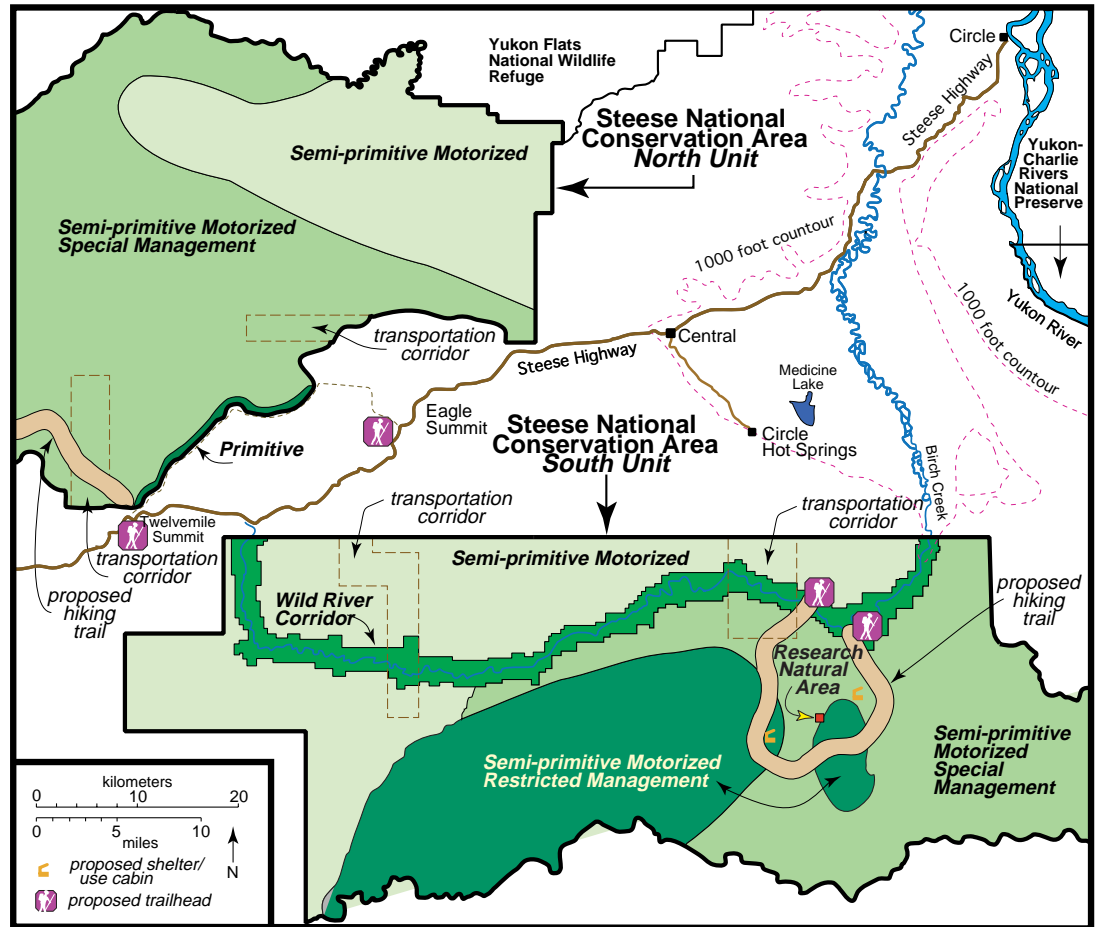 Yukon Flats
National Wildlife
Refuge
Circle
Steese Highway
Steese National
Conservation Area
North Unit
Semi-primitive Motorized
Yukon-
Charlie
Rivers
National
Preserve
Semi-primitive Motorized
Special Management
1000 foot countour
1000 foot countour
Yukon River
transportation
corridor
Steese Highway
Central
Medicine
Lake
Eagle
Summit
Steese National
Conservation Area
South Unit
Circle
Hot Springs
Primitive
Birch Creek
transportation
corridor
transportation
corridor
Twelvemile
Summit
transportation
corridor
proposed
hiking
trail
Semi-primitive Motorized
Wild River
Corridor
proposed
hiking
trail
Research
Natural
Area
Semi-primitive Motorized
Restricted Management
Semi-primitive
Motorized
Special
Management
kilometers
0 10 20
0 5 10
miles
N
proposed shelter/
use cabin
proposed trailhead